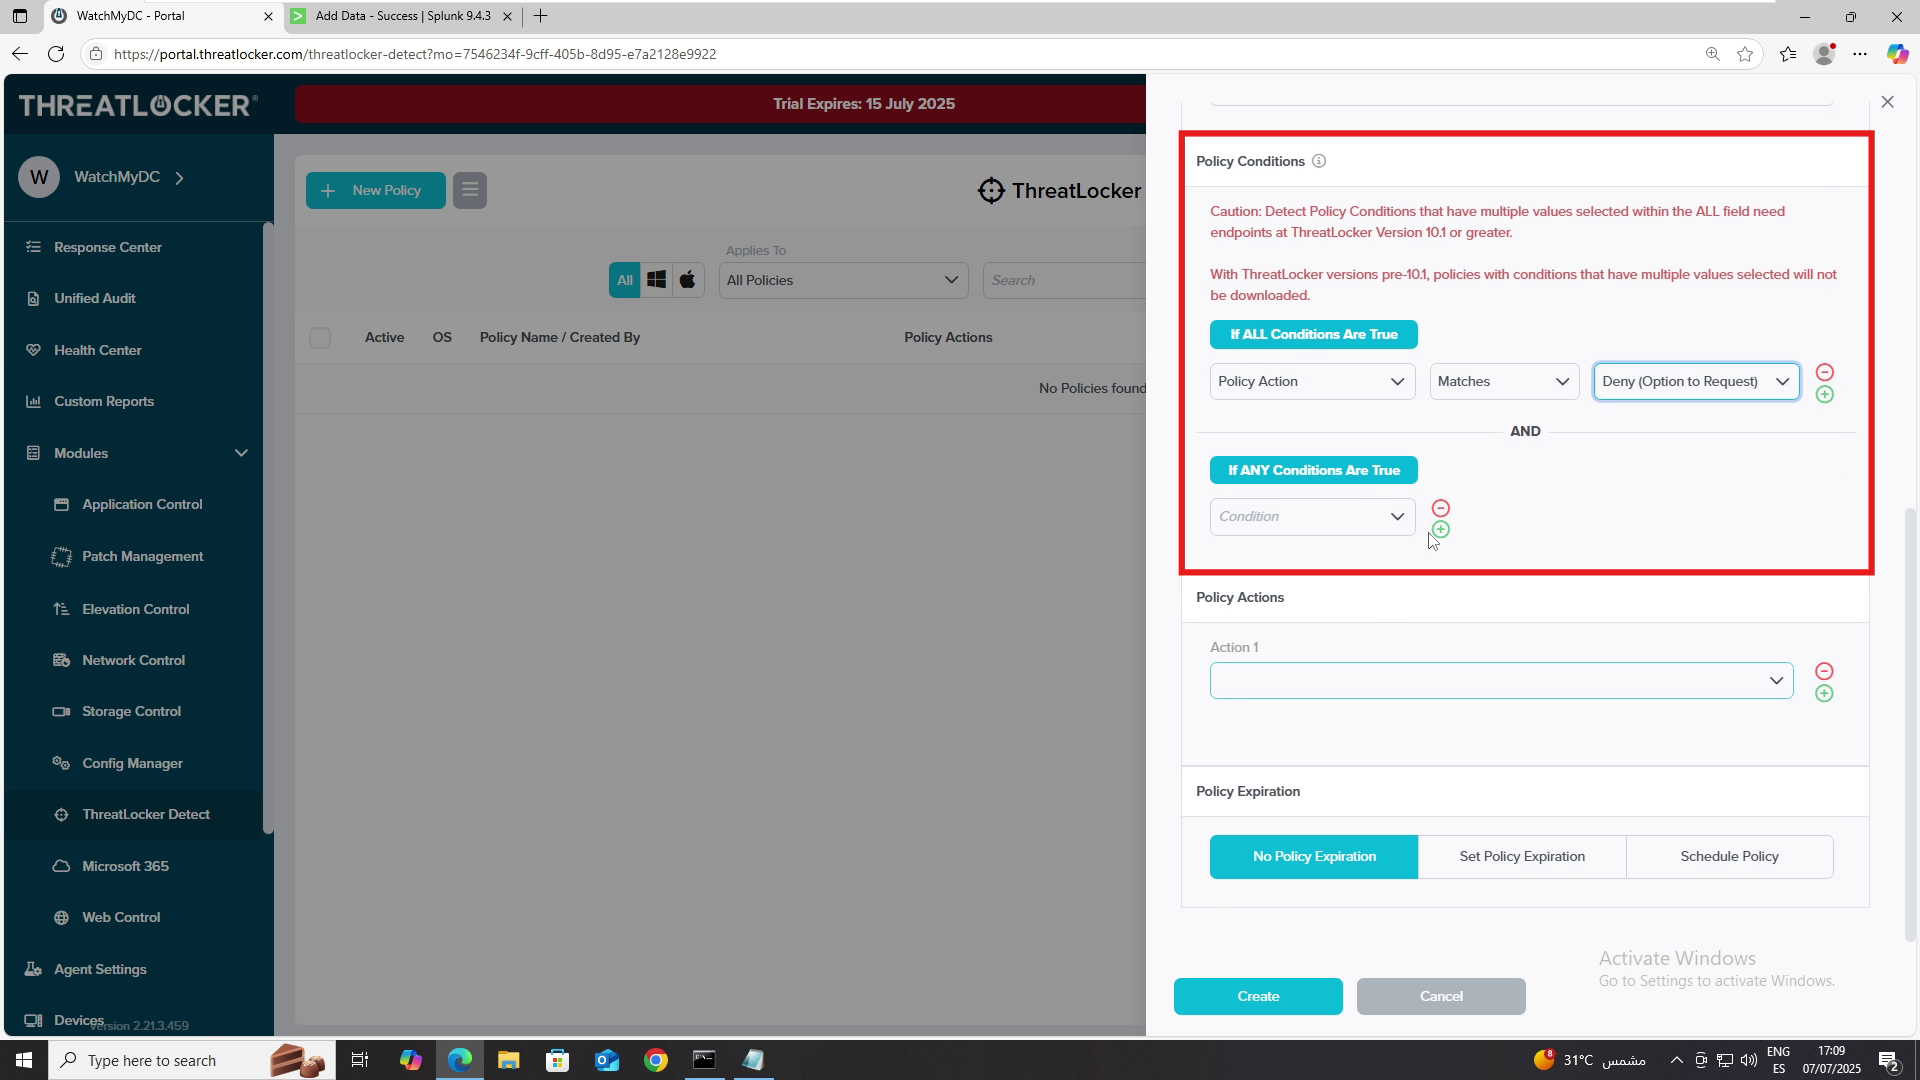 WatchMyDC - Portal
Add Data - Success | Splunk 9.4.3
https://portal.threatlocker.com/threatlocker-detect?mo=7546234f-9cff-405b-8d95-e7a2128e9922
THREATLOCKER®
Trial Expires: 15 July 2025
W WatchMyDC
Response Center
Unified Audit
Health Center
Custom Reports
Modules
Application Control
Patch Management
Elevation Control
Network Control
Storage Control
Config Manager
ThreatLocker Detect
Microsoft 365
Web Control
Agent Settings
Devices
Version 2.21.3.459
New Policy
ThreatLocker
Applies To
All
All Policies
Search
Active OS Policy Name / Created By Policy Actions
No Policies found
Policy Conditions
Caution: Detect Policy Conditions that have multiple values selected within the ALL field need
endpoints at ThreatLocker Version 10.1 or greater.
With ThreatLocker versions pre-10.1, policies with conditions that have multiple values selected will not
be downloaded.
If ALL Conditions Are True
Policy Action Matches Deny (Option to Request)
AND
If ANY Conditions Are True
Condition
Policy Actions
Action 1
Policy Expiration
No Policy Expiration Set Policy Expiration Schedule Policy
Activate Windows
Go to Settings to activate Windows.
Create Cancel
Type here to search
8
31°C مشمس
ENG
ES
17:09
07/07/2025
2